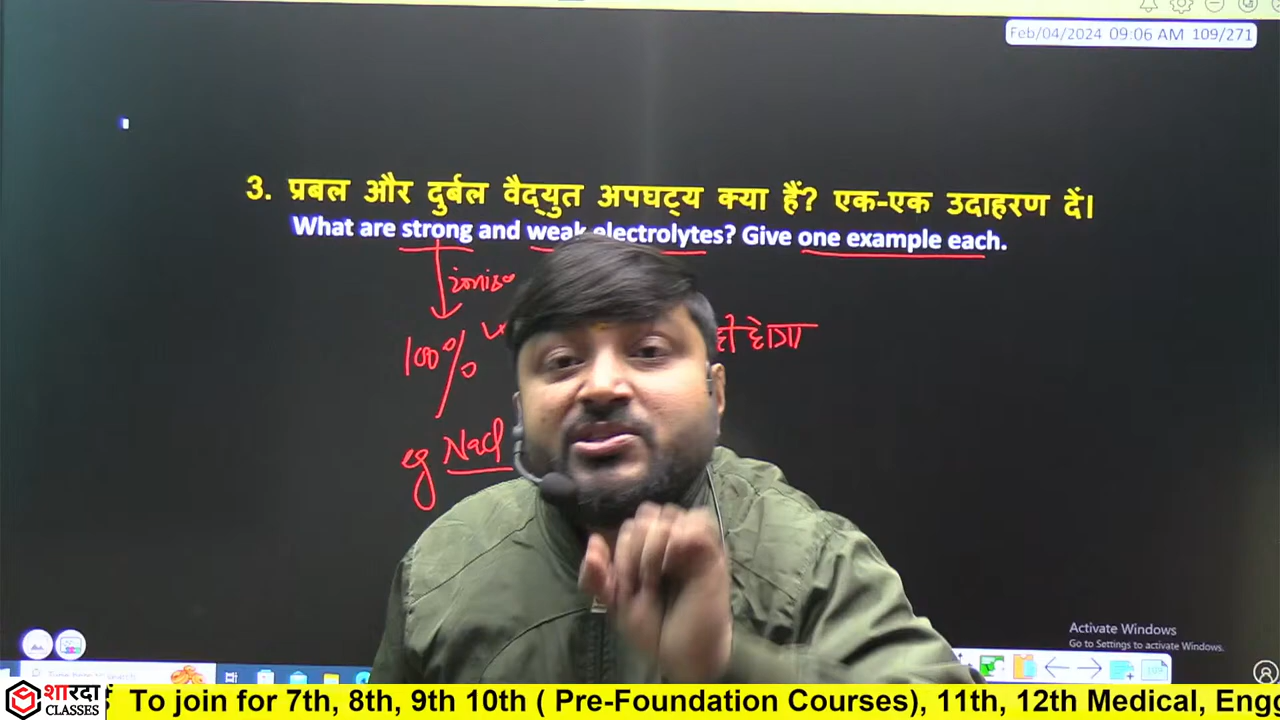 Feb/04/2024 09:06 AM 109/271
3. प्रबल और दुर्बल वैद्युत अपघट्य क्या हैं? एक-एक उदाहरण दें।
What are strong and weak electrolytes? Give one example each.
100%
eg NaCl
Activate Windows
Go to Settings to activate Windows.
शारदा
CLASSES
To join for 7th, 8th, 9th 10th ( Pre-Foundation Courses), 11th, 12th Medical, Engg